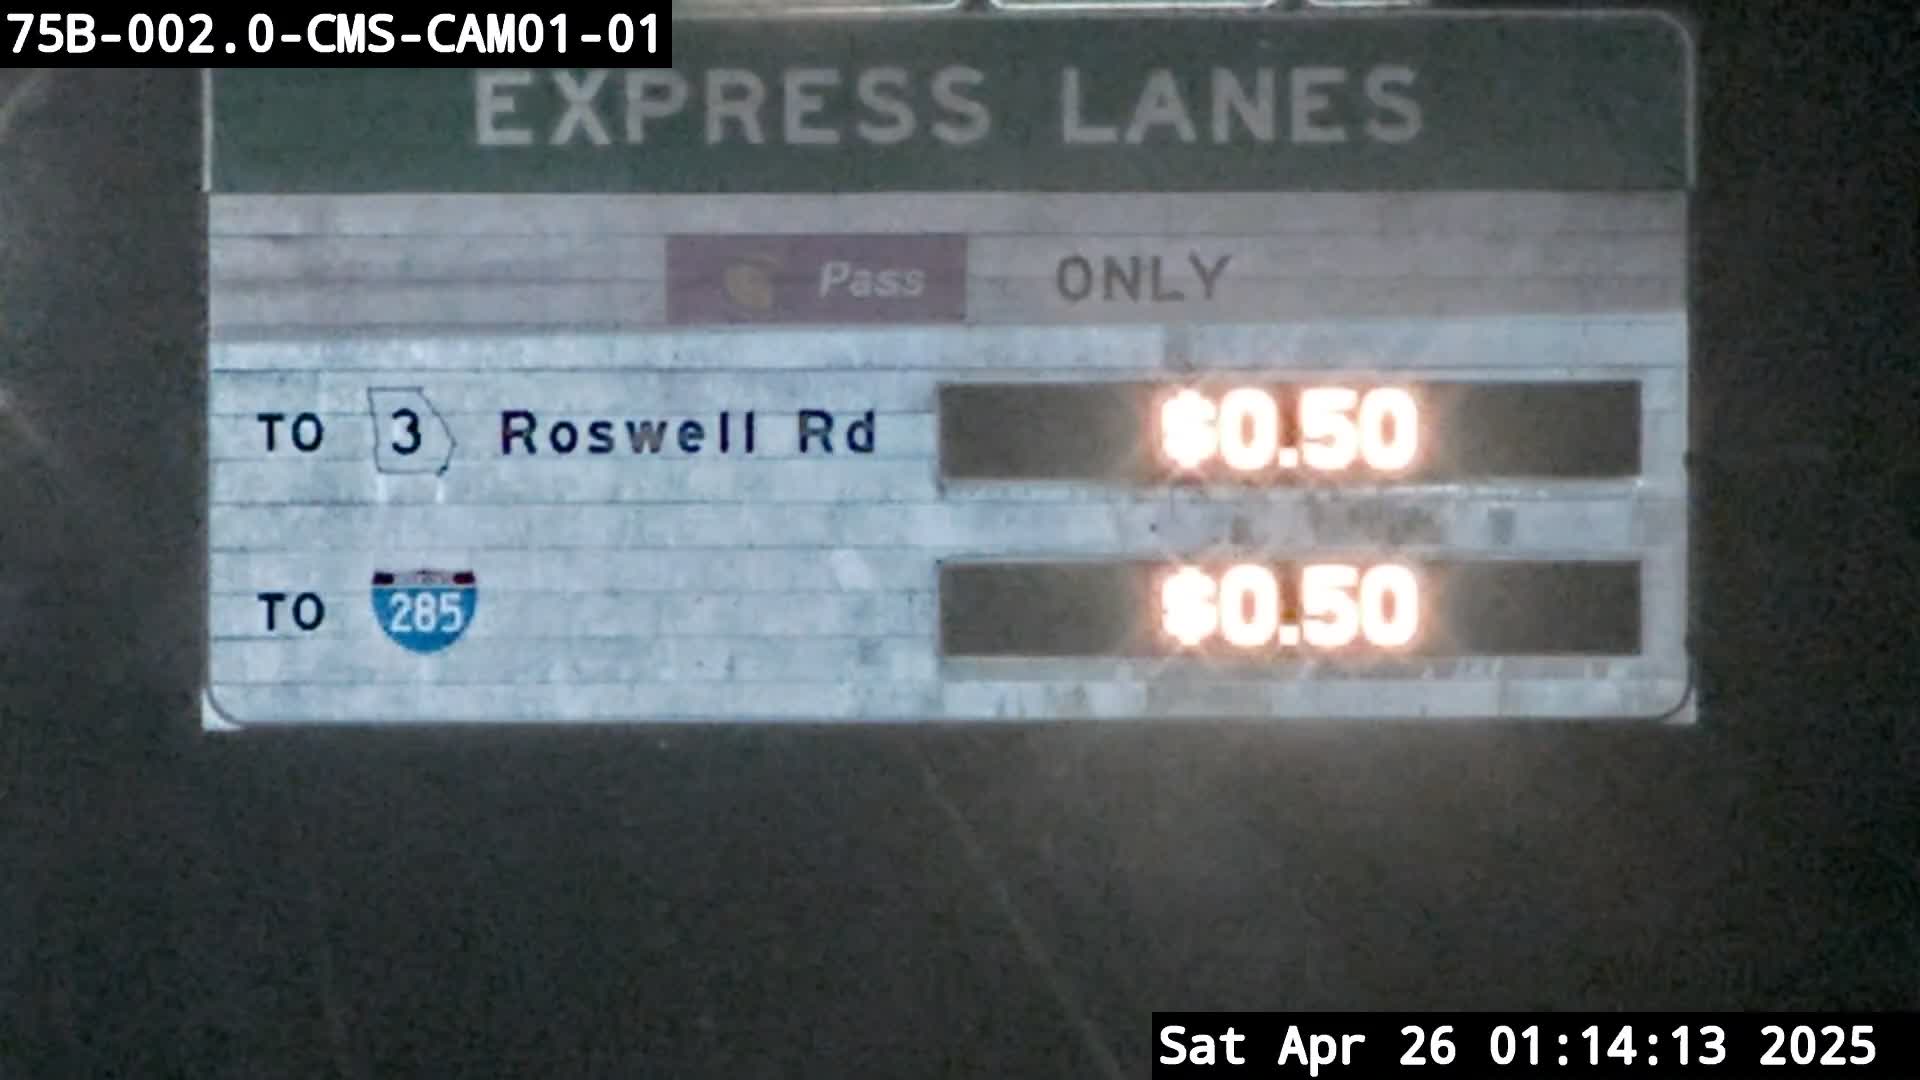 75B-002.0-CMS-CAM01-01
EXPRESS LANES
Pass ONLY
TO 3 Roswell Rd $0.50
TO 285 $0.50
Sat Apr 26 01:14:13 2025